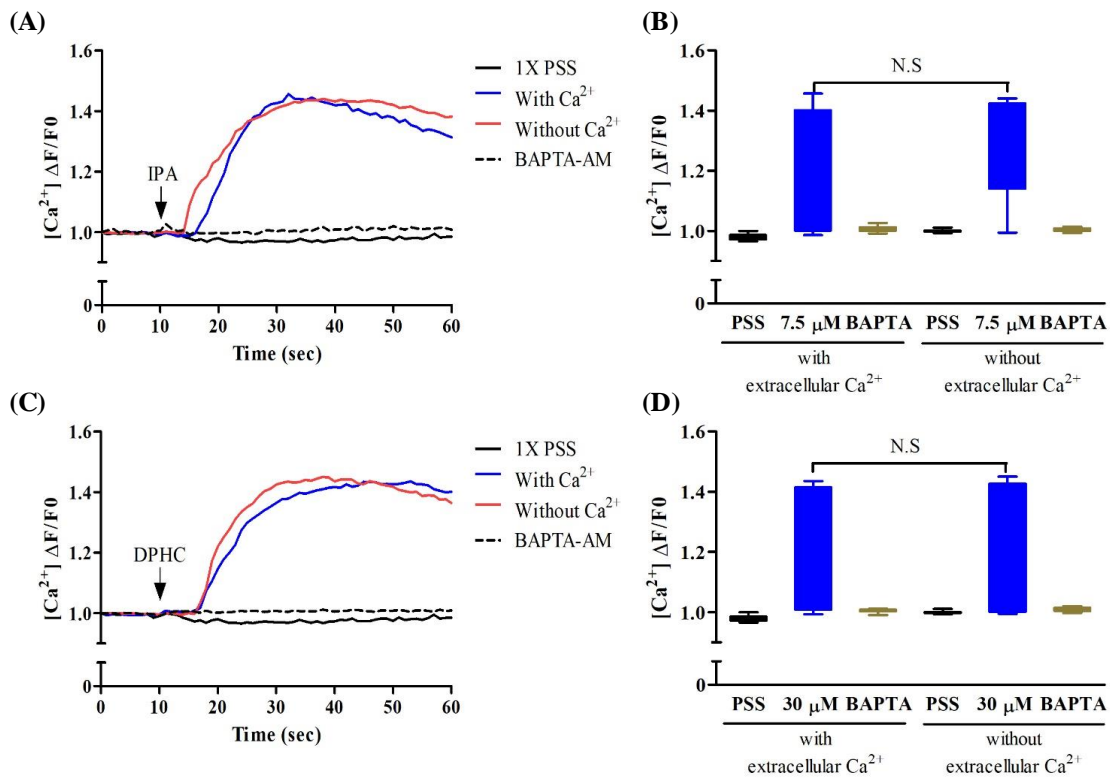 (A)
[Ca²⁺] ΔF/F0
1.6
1.4
1.2
1.0
0
IPA
0 10 20 30 40 50 60
Time (sec)
1X PSS
With Ca²⁺
Without Ca²⁺
BAPTA-AM
(B)
[Ca²⁺] ΔF/F0
1.6
1.4
1.2
1.0
0
N.S
PSS 7.5 μM BAPTA PSS 7.5 μM BAPTA
with
extracellular Ca²⁺
without
extracellular Ca²⁺
(C)
[Ca²⁺] ΔF/F0
1.6
1.4
1.2
1.0
0
DPHC
0 10 20 30 40 50 60
Time (sec)
1X PSS
With Ca²⁺
Without Ca²⁺
BAPTA-AM
(D)
[Ca²⁺] ΔF/F0
1.6
1.4
1.2
1.0
0
N.S
PSS 30 μM BAPTA PSS 30 μM BAPTA
with
extracellular Ca²⁺
without
extracellular Ca²⁺